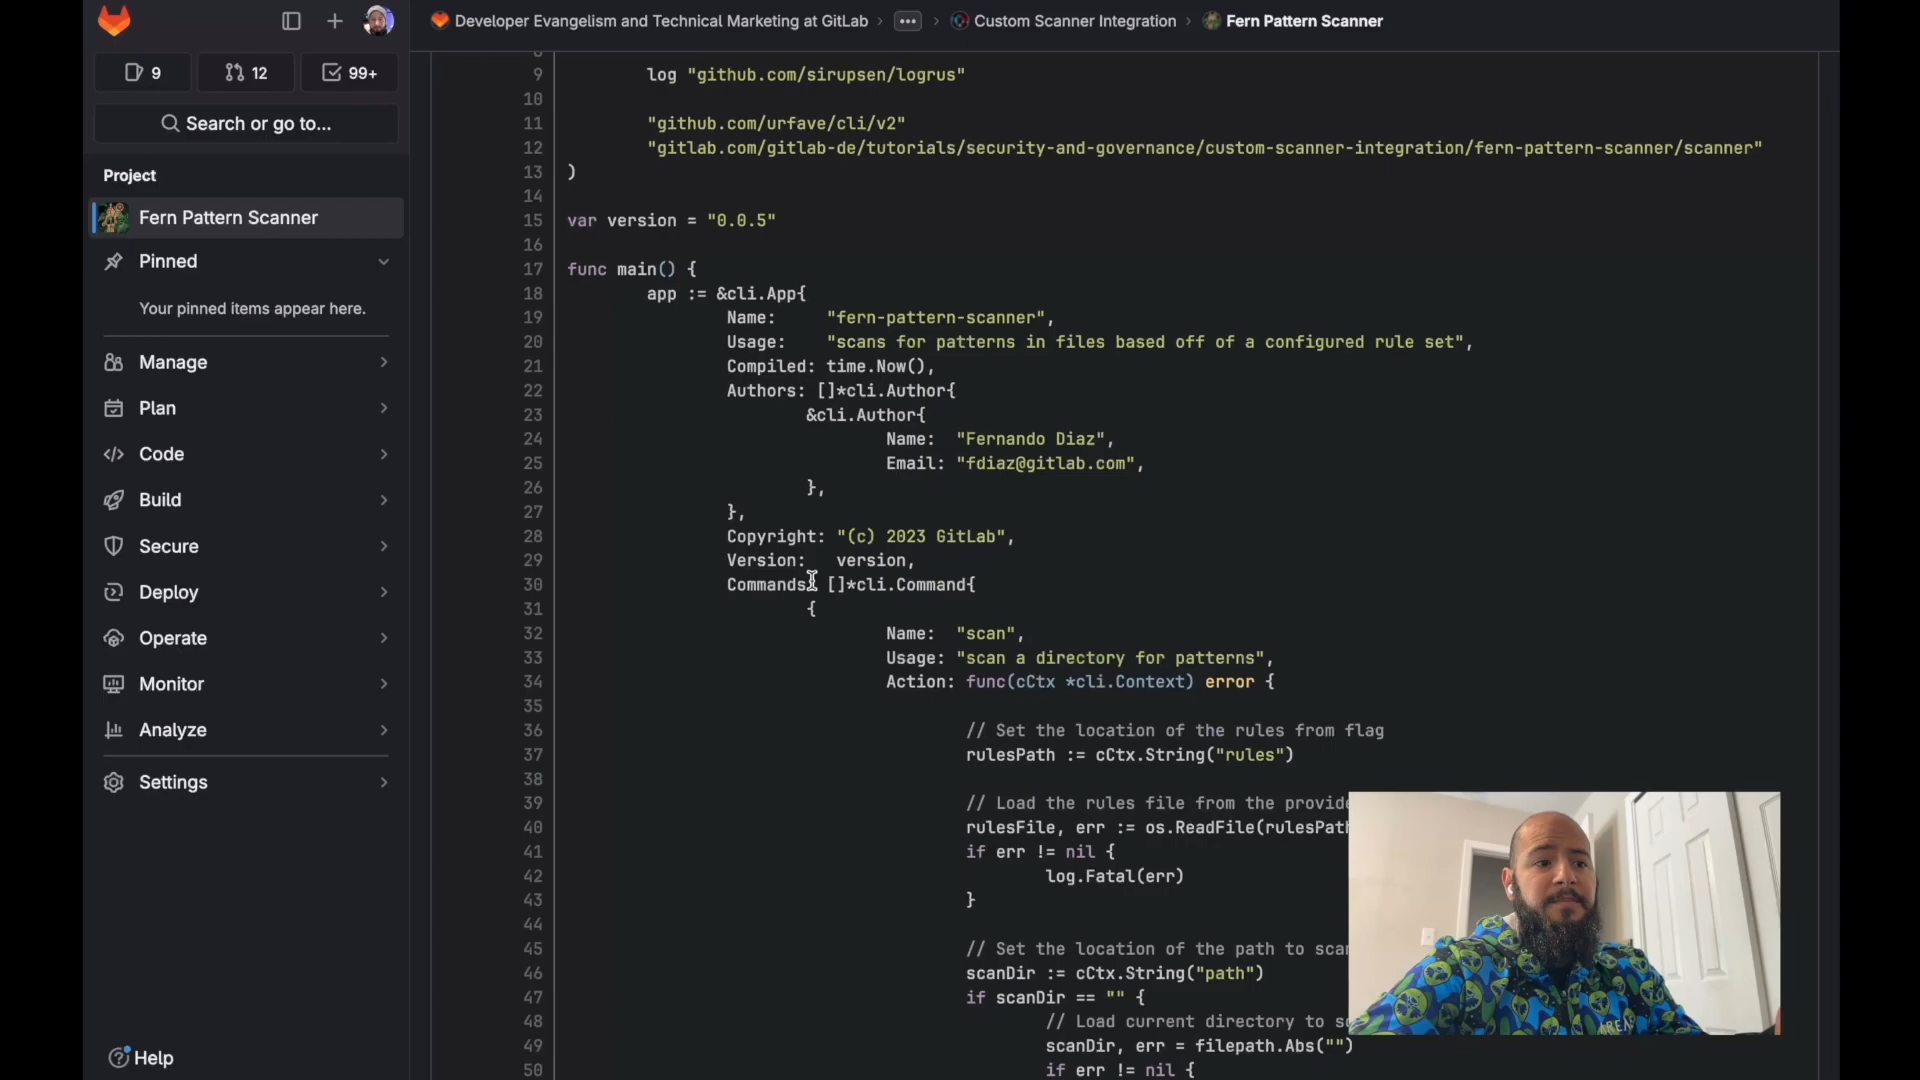 9
12
99+
Search or go to...
Project
Fern Pattern Scanner
Pinned
Your pinned items appear here.
Manage
Plan
Code
Build
Secure
Deploy
Operate
Monitor
Analyze
Settings
Help
Developer Evangelism and Technical Marketing at GitLab › ... › Custom Scanner Integration › Fern Pattern Scanner
8
9 log "github.com/sirupsen/logrus"
10
11 "github.com/urfave/cli/v2"
12 "gitlab.com/gitlab-de/tutorials/security-and-governance/custom-scanner-integration/fern-pattern-scanner/scanner"
13 )
14
15 var version = "0.0.5"
16
17 func main() {
18 app := &cli.App{
19 Name: "fern-pattern-scanner",
20 Usage: "scans for patterns in files based off of a configured rule set",
21 Compiled: time.Now(),
22 Authors: []*cli.Author{
23 &cli.Author{
24 Name: "Fernando Diaz",
25 Email: "fdiaz@gitlab.com",
26 },
27 },
28 Copyright: "(c) 2023 GitLab",
29 Version: version,
30 Commands: []*cli.Command{
31 {
32 Name: "scan",
33 Usage: "scan a directory for patterns",
34 Action: func(cCtx *cli.Context) error {
35
36 // Set the location of the rules from flag
37 rulesPath := cCtx.String("rules")
38
39 // Load the rules file from the provide
40 rulesFile, err := os.ReadFile(rulesPath
41 if err != nil {
42 log.Fatal(err)
43 }
44
45 // Set the location of the path to sca
46 scanDir := cCtx.String("path")
47 if scanDir == "" {
48 // Load current directory to s
49 scanDir, err = filepath.Abs("")
50 if err != nil {